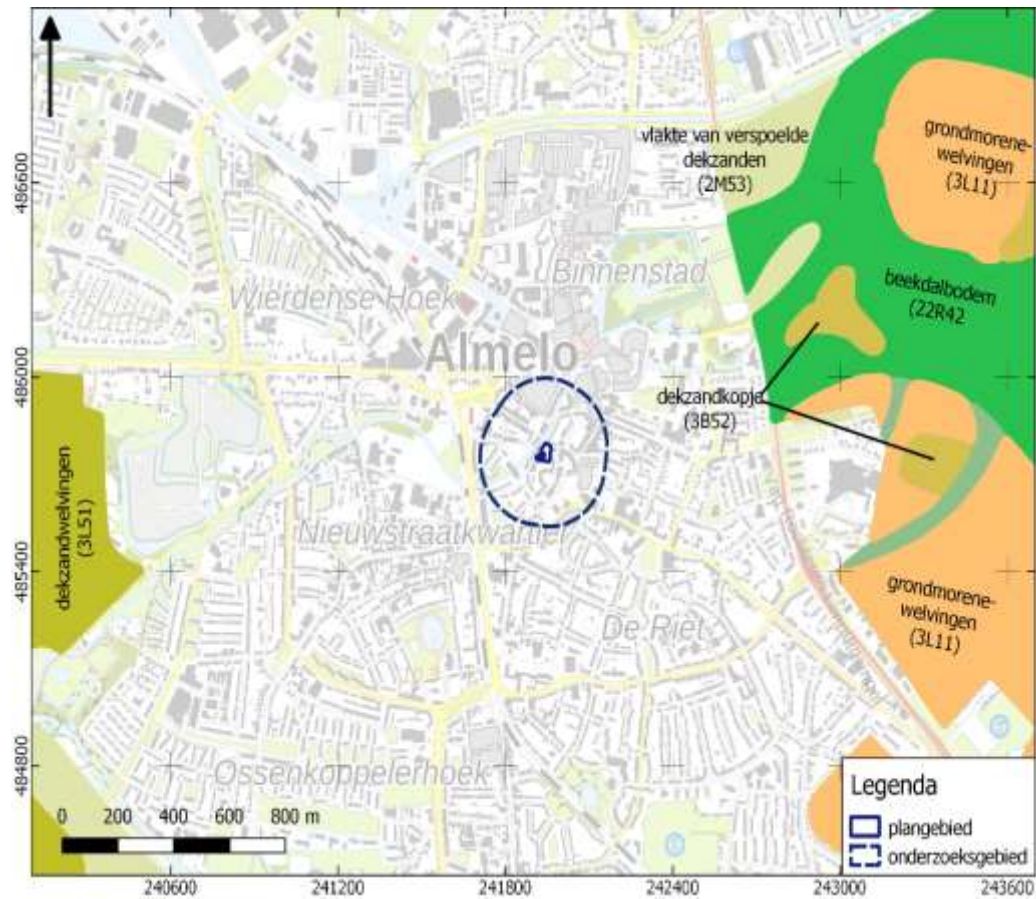 vlakte van verspoelde
dekzanden
(2M53)
grondmorene-
welvingen
(3L11)
Binnenstad
beekdalbodem
(22R42
Wierdense Hoek
Almelo
dekzandkopje
(3B52)
dekzandwelvingen
(3L51)
Nieuwstraatkwartier
grondmorene-
welvingen
(3L11)
De Riet
Ossenkoppelerhoek
486600
486000
485400
484800
0 200 400 600 800 m
Legenda
plangebied
onderzoeksgebied
240600 241200 241800 242400 243000 243600